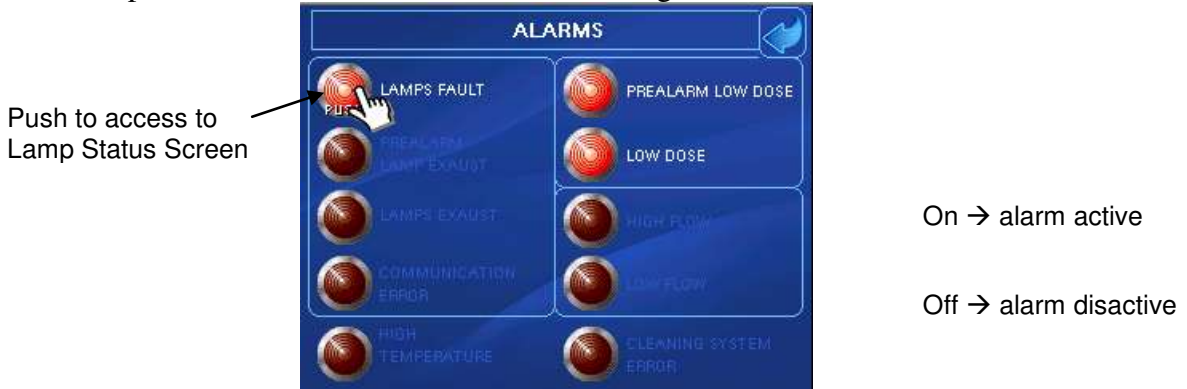 ALARMS
Push to access to
Lamp Status Screen
LAMPS FAULT
PUSH
PREALARM
LAMP EXAUST
LAMPS EXAUST
COMMUNICATION
ERROR
HIGH
TEMPERATURE
PREALARM LOW DOSE
LOW DOSE
HIGH FLOW
LOW FLOW
CLEANING SYSTEM
ERROR
On → alarm active
Off → alarm disactive